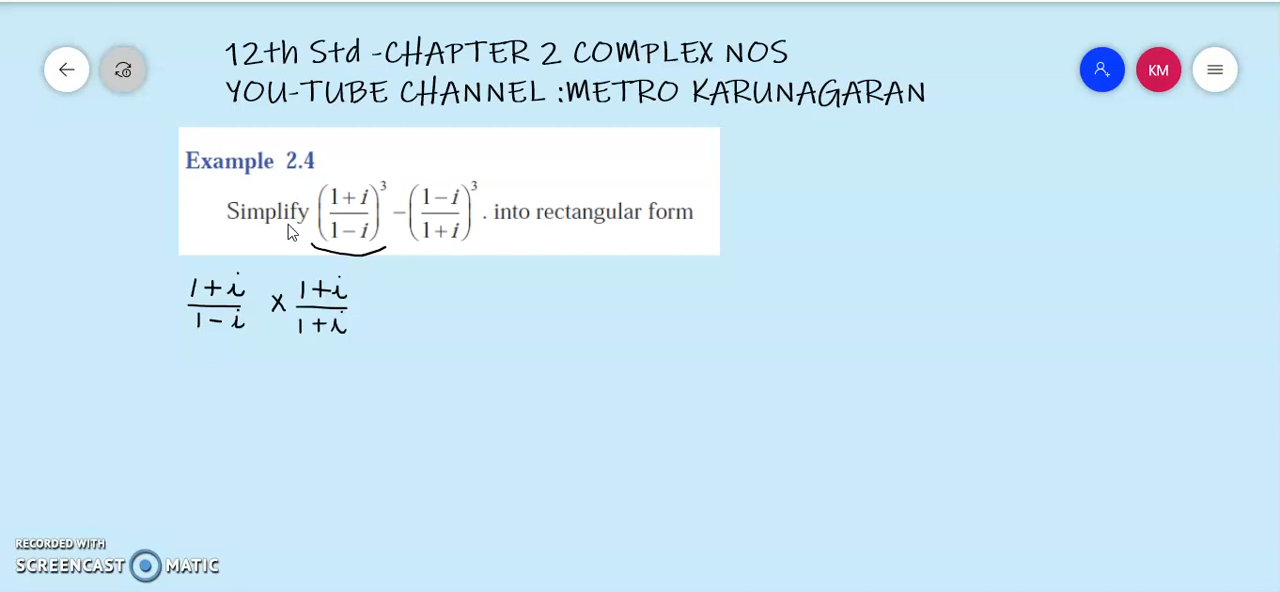 12th Std -CHAPTER 2 COMPLEX NOS
YOU-TUBE CHANNEL :METRO KARUNAGARAN
KM
Example 2.4
Simplify ((1+i)/(1−i))³ − ((1−i)/(1+i))³ . into rectangular form
(1+i)/(1−i) × (1+i)/(1+i)
RECORDED WITH
SCREENCAST MATIC